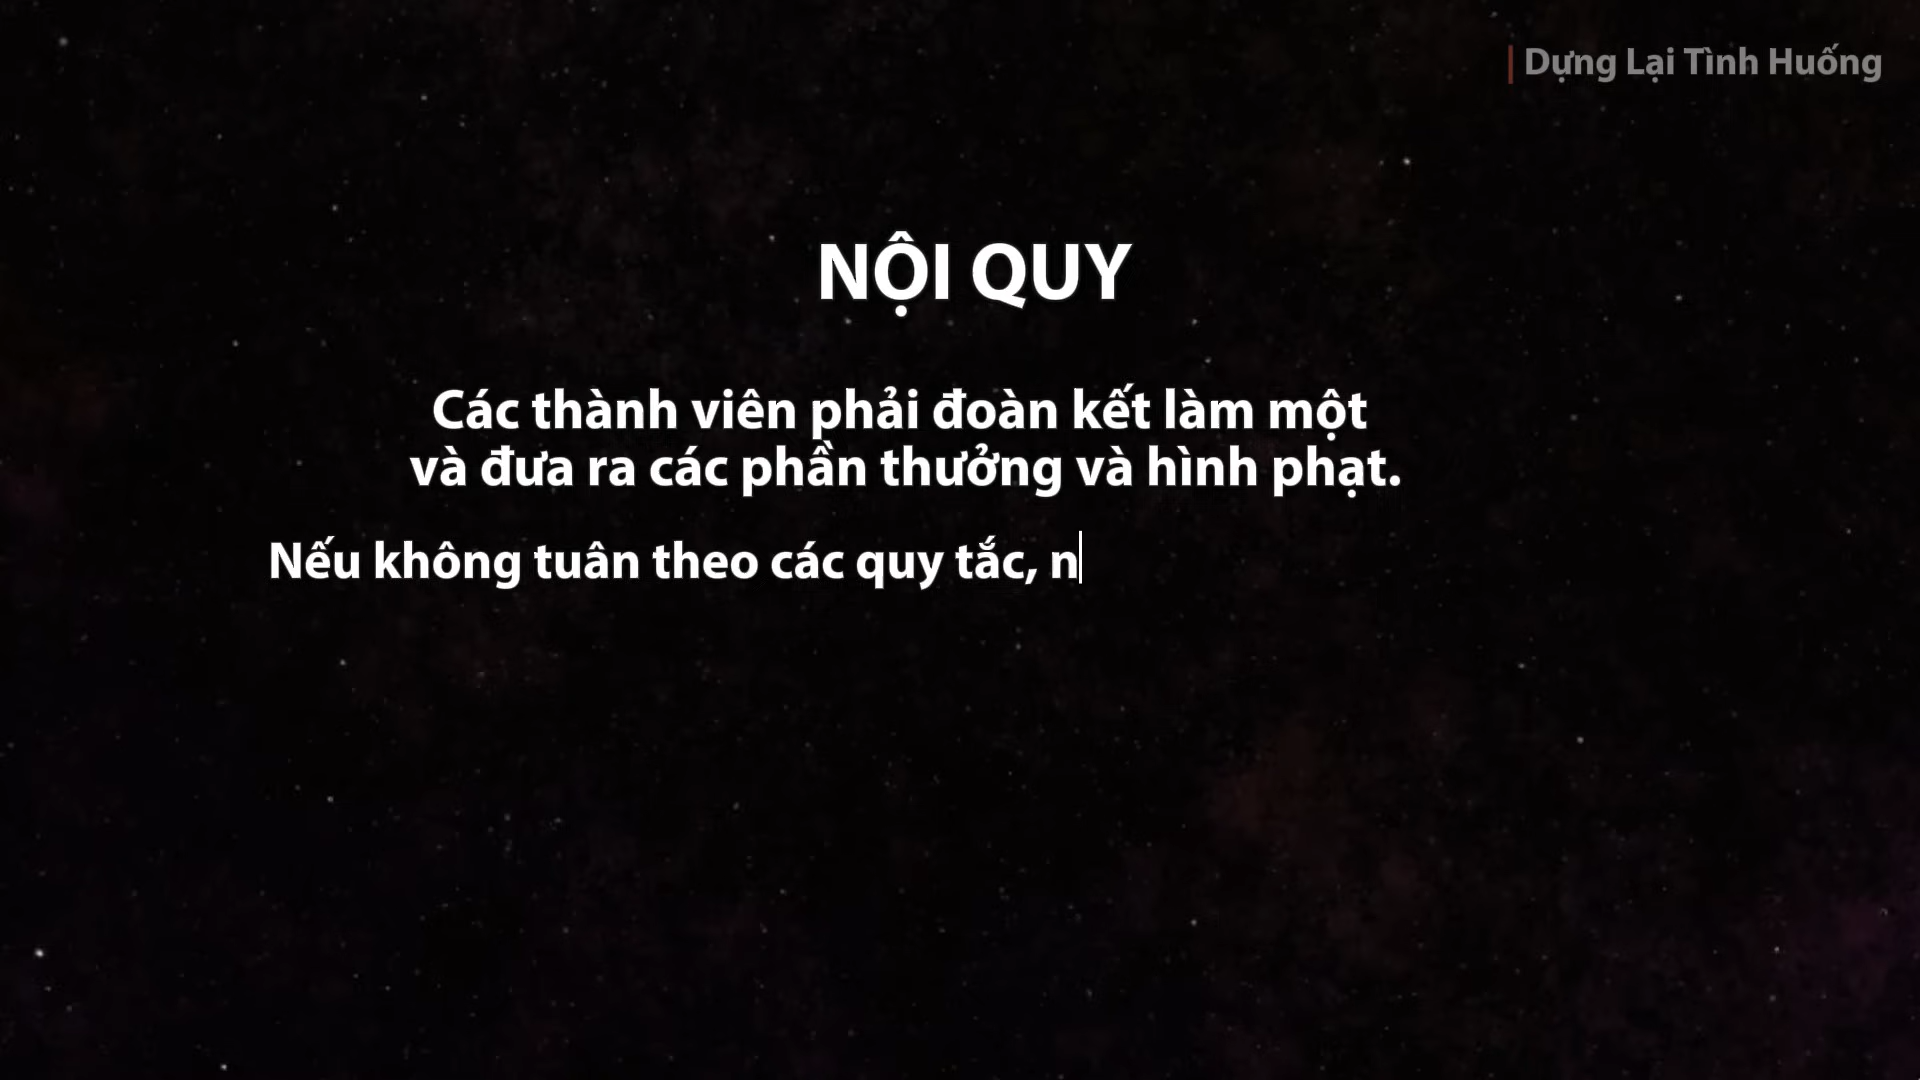 | Dựng Lại Tình Huống
NỘI QUY
Các thành viên phải đoàn kết làm một
và đưa ra các phần thưởng và hình phạt.
Nếu không tuân theo các quy tắc, n